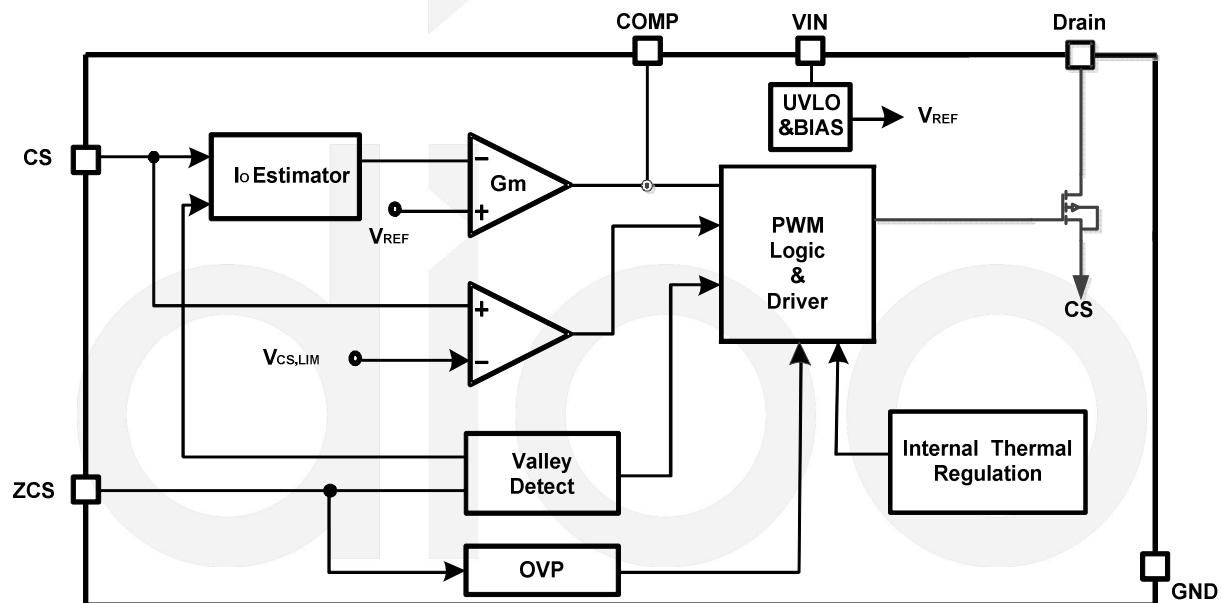 COMP
VIN
Drain
UVLO
&BIAS
VREF
CS
IO Estimator
−
Gm
+
VREF
PWM
Logic
&
Driver
+
VCS,LIM
−
CS
Valley
Detect
Internal Thermal
Regulation
ZCS
OVP
GND
dioo